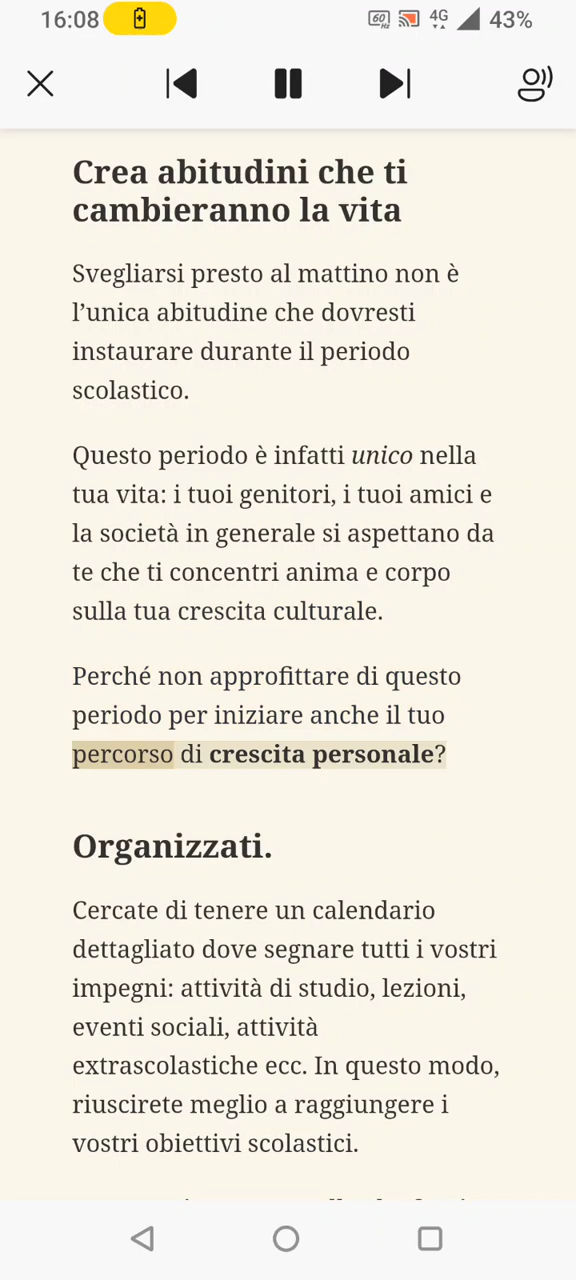 16:08
60Hz
4G
43%
Crea abitudini che ti
cambieranno la vita
Svegliarsi presto al mattino non è
l’unica abitudine che dovresti
instaurare durante il periodo
scolastico.
Questo periodo è infatti unico nella
tua vita: i tuoi genitori, i tuoi amici e
la società in generale si aspettano da
te che ti concentri anima e corpo
sulla tua crescita culturale.
Perché non approfittare di questo
periodo per iniziare anche il tuo
percorso di crescita personale?
Organizzati.
Cercate di tenere un calendario
dettagliato dove segnare tutti i vostri
impegni: attività di studio, lezioni,
eventi sociali, attività
extrascolastiche ecc. In questo modo,
riuscirete meglio a raggiungere i
vostri obiettivi scolastici.